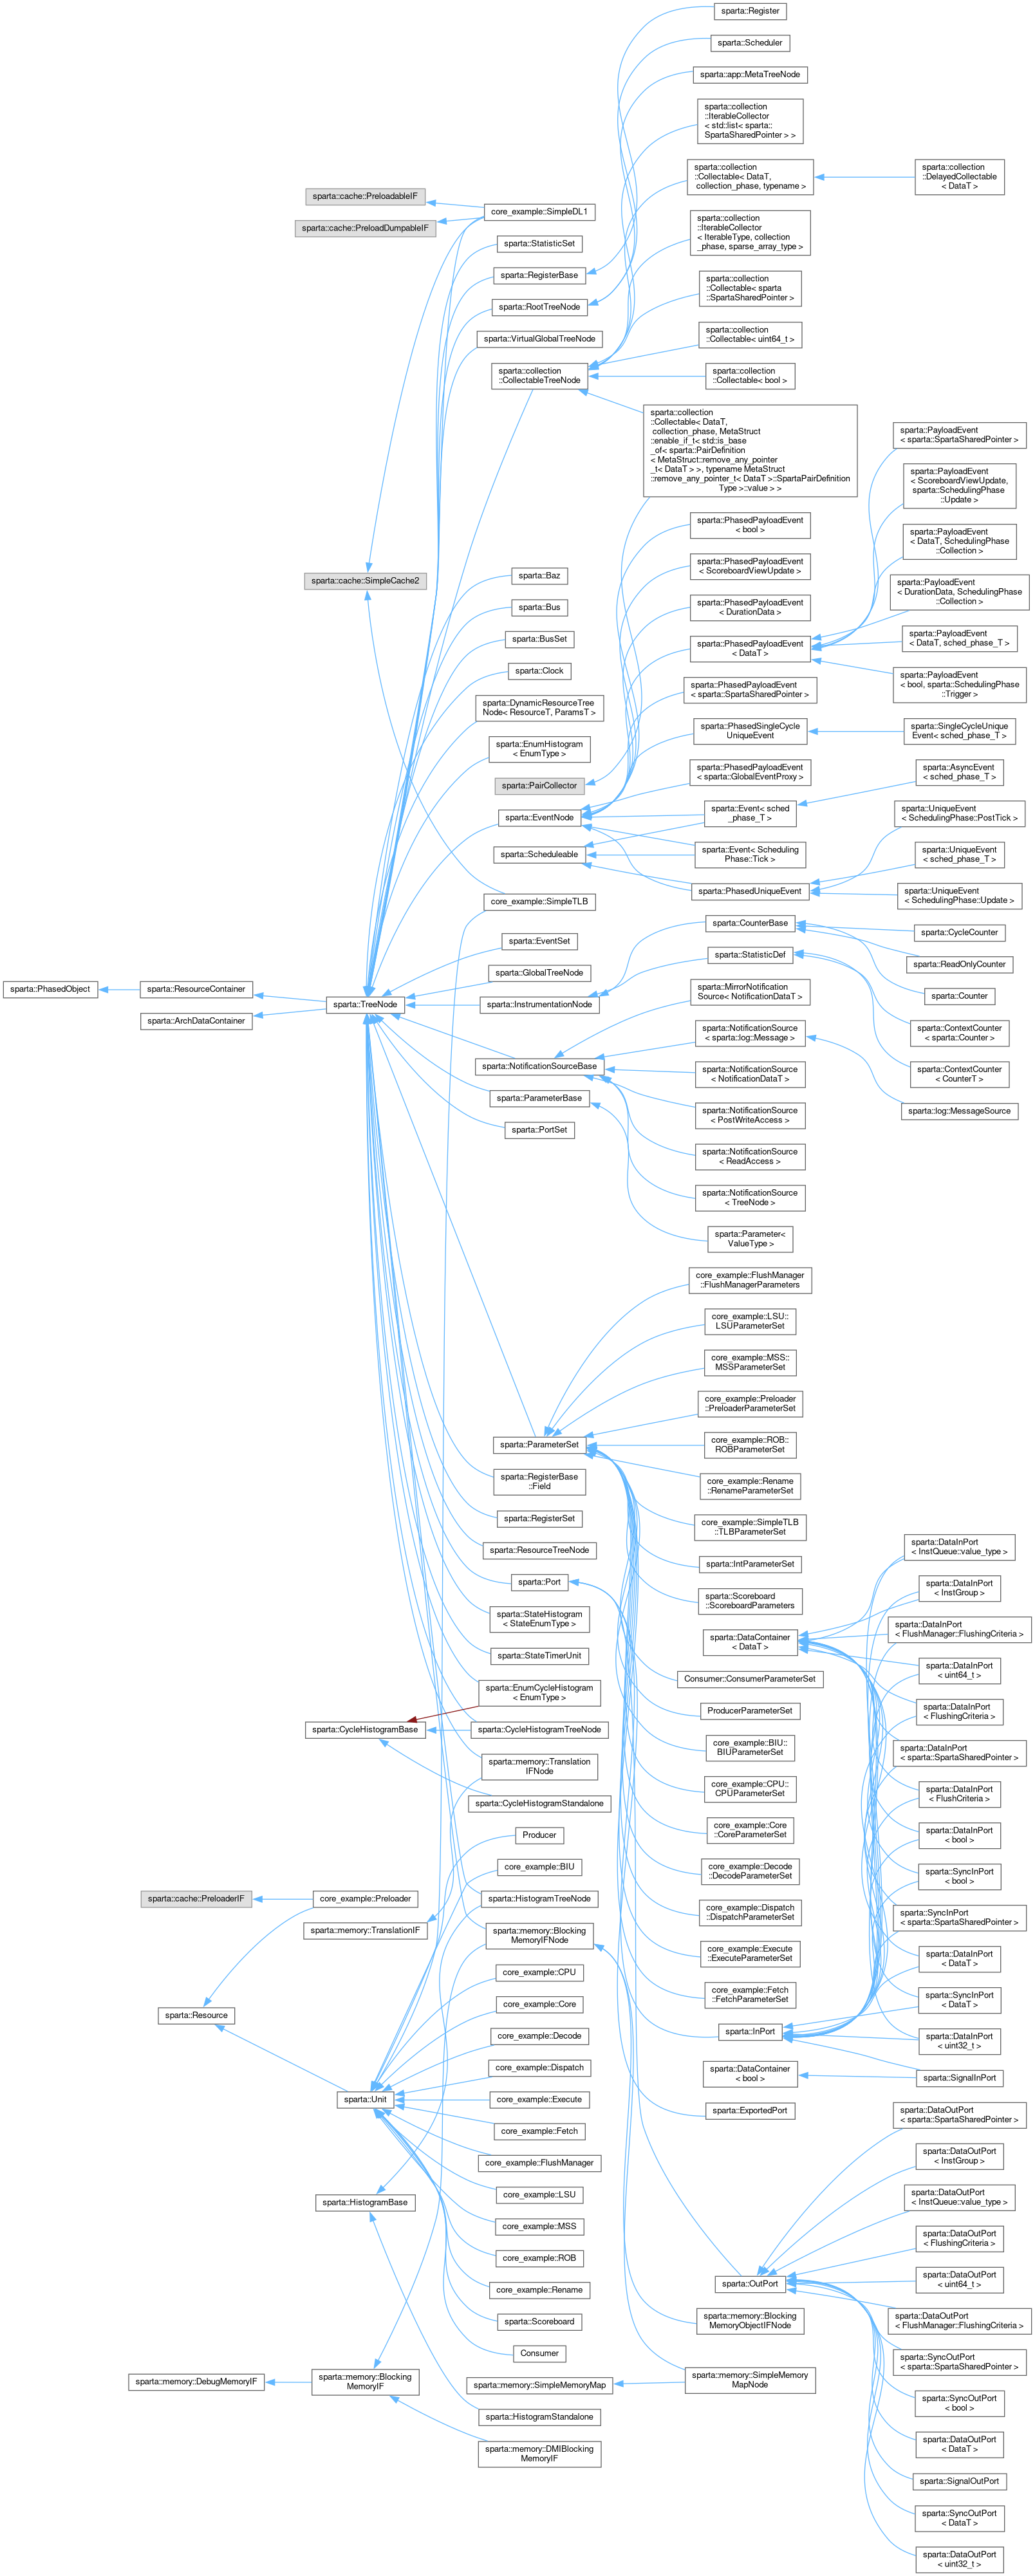 sparta::Register
sparta::Scheduler
sparta::app::MetaTreeNode
sparta::collection
::IterableCollector
< std::list< sparta::
SpartaSharedPointer > >
sparta::collection
::Collectable< DataT,
collection_phase, typename >
sparta::collection
::DelayedCollectable
< DataT >
sparta::cache::PreloadableIF
core_example::SimpleDL1
sparta::cache::PreloadDumpableIF
sparta::collection
::IterableCollector
< IterableType, collection
_phase, sparse_array_type >
sparta::StatisticSet
sparta::RegisterBase
sparta::collection
::Collectable< sparta
::SpartaSharedPointer >
sparta::RootTreeNode
sparta::VirtualGlobalTreeNode
sparta::collection
::Collectable< uint64_t >
sparta::collection
::CollectableTreeNode
sparta::collection
::Collectable< bool >
sparta::collection
::Collectable< DataT,
collection_phase, MetaStruct
::enable_if_t< std::is_base
_of< sparta::PairDefinition
< MetaStruct::remove_any_pointer
_t< DataT > >, typename MetaStruct
::remove_any_pointer_t< DataT >::SpartaPairDefinition
Type >::value > >
sparta::PayloadEvent
< sparta::SpartaSharedPointer >
sparta::PayloadEvent
< ScoreboardViewUpdate,
sparta::SchedulingPhase
::Update >
sparta::PhasedPayloadEvent
< bool >
sparta::PayloadEvent
< DataT, SchedulingPhase
::Collection >
sparta::cache::SimpleCache2
sparta::Baz
sparta::PhasedPayloadEvent
< ScoreboardViewUpdate >
sparta::PayloadEvent
< DurationData, SchedulingPhase
::Collection >
sparta::Bus
sparta::PhasedPayloadEvent
< DurationData >
sparta::BusSet
sparta::PhasedPayloadEvent
< DataT >
sparta::PayloadEvent
< DataT, sched_phase_T >
sparta::Clock
sparta::PhasedPayloadEvent
< sparta::SpartaSharedPointer >
sparta::PayloadEvent
< bool, sparta::SchedulingPhase
::Trigger >
sparta::DynamicResourceTree
Node< ResourceT, ParamsT >
sparta::PhasedSingleCycle
UniqueEvent
sparta::SingleCycleUnique
Event< sched_phase_T >
sparta::EnumHistogram
< EnumType >
sparta::PhasedPayloadEvent
< sparta::GlobalEventProxy >
sparta::AsyncEvent
< sched_phase_T >
sparta::PairCollector
sparta::EventNode
sparta::Event< sched
_phase_T >
sparta::UniqueEvent
< SchedulingPhase::PostTick >
sparta::Scheduleable
sparta::Event< Scheduling
Phase::Tick >
sparta::UniqueEvent
< sched_phase_T >
sparta::PhasedUniqueEvent
sparta::UniqueEvent
< SchedulingPhase::Update >
core_example::SimpleTLB
sparta::CounterBase
sparta::CycleCounter
sparta::EventSet
sparta::StatisticDef
sparta::ReadOnlyCounter
sparta::GlobalTreeNode
sparta::PhasedObject
sparta::ResourceContainer
sparta::MirrorNotification
Source< NotificationDataT >
sparta::Counter
sparta::TreeNode
sparta::InstrumentationNode
sparta::ArchDataContainer
sparta::NotificationSource
< sparta::log::Message >
sparta::ContextCounter
< sparta::Counter >
sparta::NotificationSourceBase
sparta::NotificationSource
< NotificationDataT >
sparta::ContextCounter
< CounterT >
sparta::ParameterBase
sparta::NotificationSource
< PostWriteAccess >
sparta::log::MessageSource
sparta::PortSet
sparta::NotificationSource
< ReadAccess >
sparta::NotificationSource
< TreeNode >
sparta::Parameter<
ValueType >
core_example::FlushManager
::FlushManagerParameters
core_example::LSU::
LSUParameterSet
core_example::MSS::
MSSParameterSet
core_example::Preloader
::PreloaderParameterSet
sparta::ParameterSet
core_example::ROB::
ROBParameterSet
sparta::RegisterBase
::Field
core_example::Rename
::RenameParameterSet
sparta::RegisterSet
core_example::SimpleTLB
::TLBParameterSet
sparta::ResourceTreeNode
sparta::IntParameterSet
sparta::DataInPort
< InstQueue::value_type >
sparta::Port
sparta::Scoreboard
::ScoreboardParameters
sparta::DataInPort
< InstGroup >
sparta::StateHistogram
< StateEnumType >
sparta::DataContainer
< DataT >
sparta::DataInPort
< FlushManager::FlushingCriteria >
sparta::StateTimerUnit
Consumer::ConsumerParameterSet
sparta::DataInPort
< uint64_t >
sparta::EnumCycleHistogram
< EnumType >
ProducerParameterSet
sparta::DataInPort
< FlushingCriteria >
sparta::CycleHistogramBase
sparta::CycleHistogramTreeNode
core_example::BIU::
BIUParameterSet
sparta::DataInPort
< sparta::SpartaSharedPointer >
sparta::memory::Translation
IFNode
core_example::CPU::
CPUParameterSet
sparta::DataInPort
< FlushCriteria >
sparta::CycleHistogramStandalone
core_example::Core
::CoreParameterSet
sparta::DataInPort
< bool >
Producer
core_example::BIU
core_example::Decode
::DecodeParameterSet
sparta::SyncInPort
< bool >
sparta::cache::PreloaderIF
core_example::Preloader
sparta::HistogramTreeNode
core_example::Dispatch
::DispatchParameterSet
sparta::SyncInPort
< sparta::SpartaSharedPointer >
sparta::memory::TranslationIF
sparta::memory::Blocking
MemoryIFNode
core_example::Execute
::ExecuteParameterSet
sparta::DataInPort
< DataT >
core_example::CPU
core_example::Fetch
::FetchParameterSet
sparta::SyncInPort
< DataT >
sparta::Resource
core_example::Core
sparta::InPort
sparta::DataInPort
< uint32_t >
core_example::Decode
core_example::Dispatch
sparta::DataContainer
< bool >
sparta::SignalInPort
sparta::Unit
core_example::Execute
sparta::ExportedPort
sparta::DataOutPort
< sparta::SpartaSharedPointer >
core_example::Fetch
sparta::DataOutPort
< InstGroup >
core_example::FlushManager
core_example::LSU
sparta::DataOutPort
< InstQueue::value_type >
sparta::HistogramBase
core_example::MSS
sparta::DataOutPort
< FlushingCriteria >
core_example::ROB
sparta::OutPort
sparta::DataOutPort
< uint64_t >
core_example::Rename
sparta::Scoreboard
sparta::memory::Blocking
MemoryObjectIFNode
sparta::DataOutPort
< FlushManager::FlushingCriteria >
Consumer
sparta::SyncOutPort
< sparta::SpartaSharedPointer >
sparta::memory::DebugMemoryIF
sparta::memory::Blocking
MemoryIF
sparta::memory::SimpleMemoryMap
sparta::memory::SimpleMemory
MapNode
sparta::SyncOutPort
< bool >
sparta::HistogramStandalone
sparta::DataOutPort
< DataT >
sparta::memory::DMIBlocking
MemoryIF
sparta::SignalOutPort
sparta::SyncOutPort
< DataT >
sparta::DataOutPort
< uint32_t >